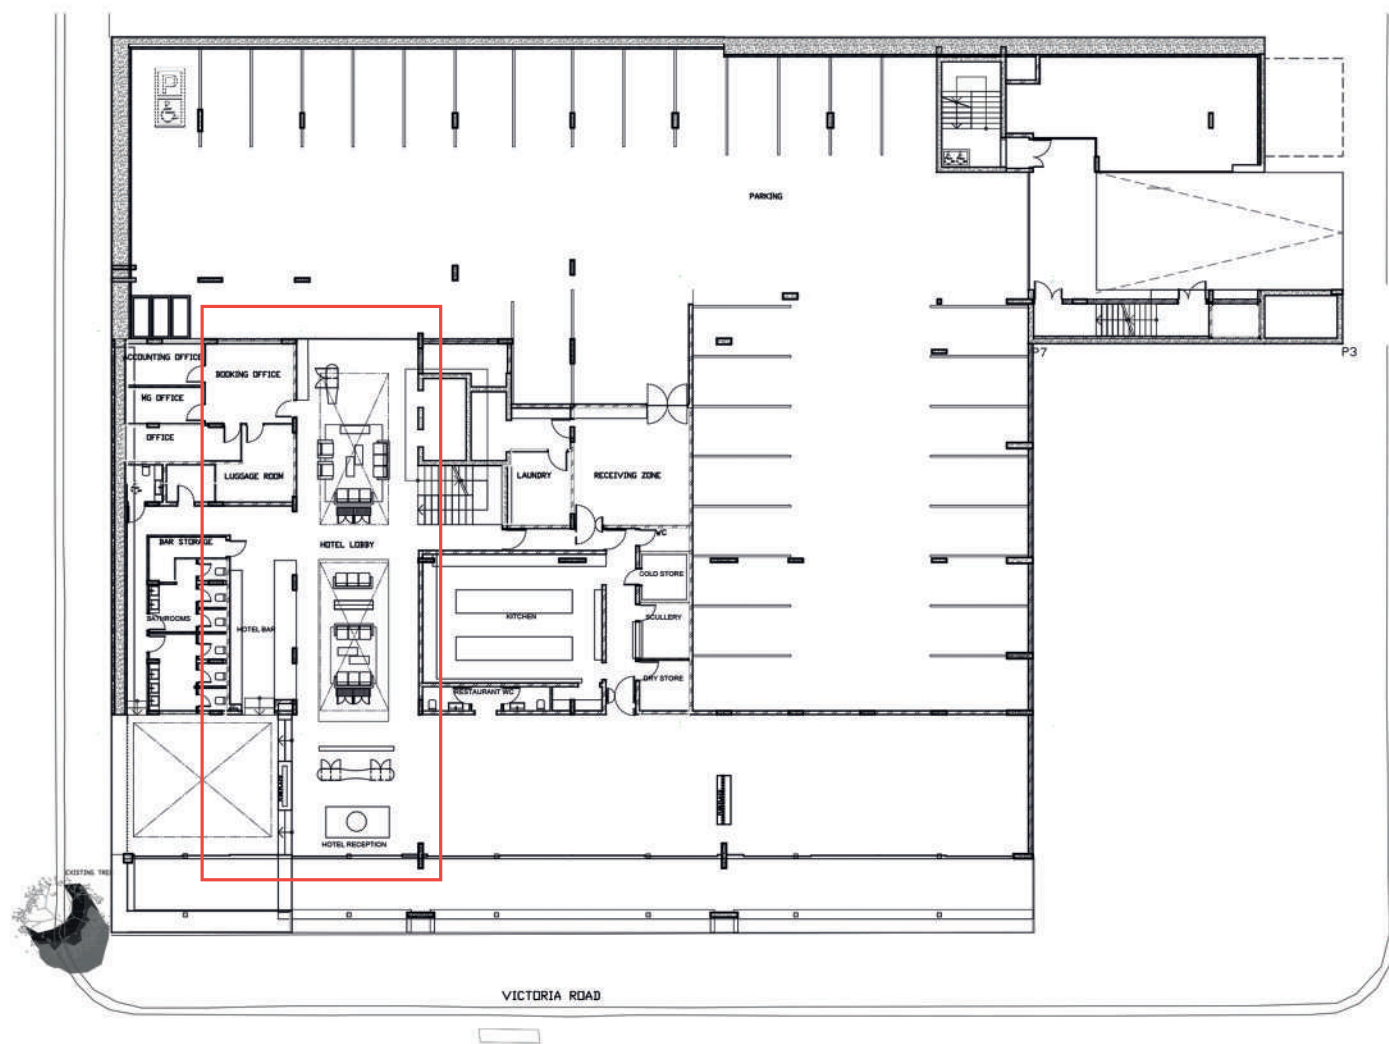 P
PARKING
P7
P3
ACCOUNTING OFFICE
BOOKING OFFICE
MG OFFICE
OFFICE
LUGGAGE ROOM
LAUNDRY
RECEIVING ZONE
WC
BAR STORAGE
HOTEL LOBBY
COLD STORE
BATHROOMS
HOTEL BAR
KITCHEN
SCULLERY
RESTAURANT WC
DRY STORE
HOTEL RECEPTION
EXISTING TRE
VICTORIA ROAD